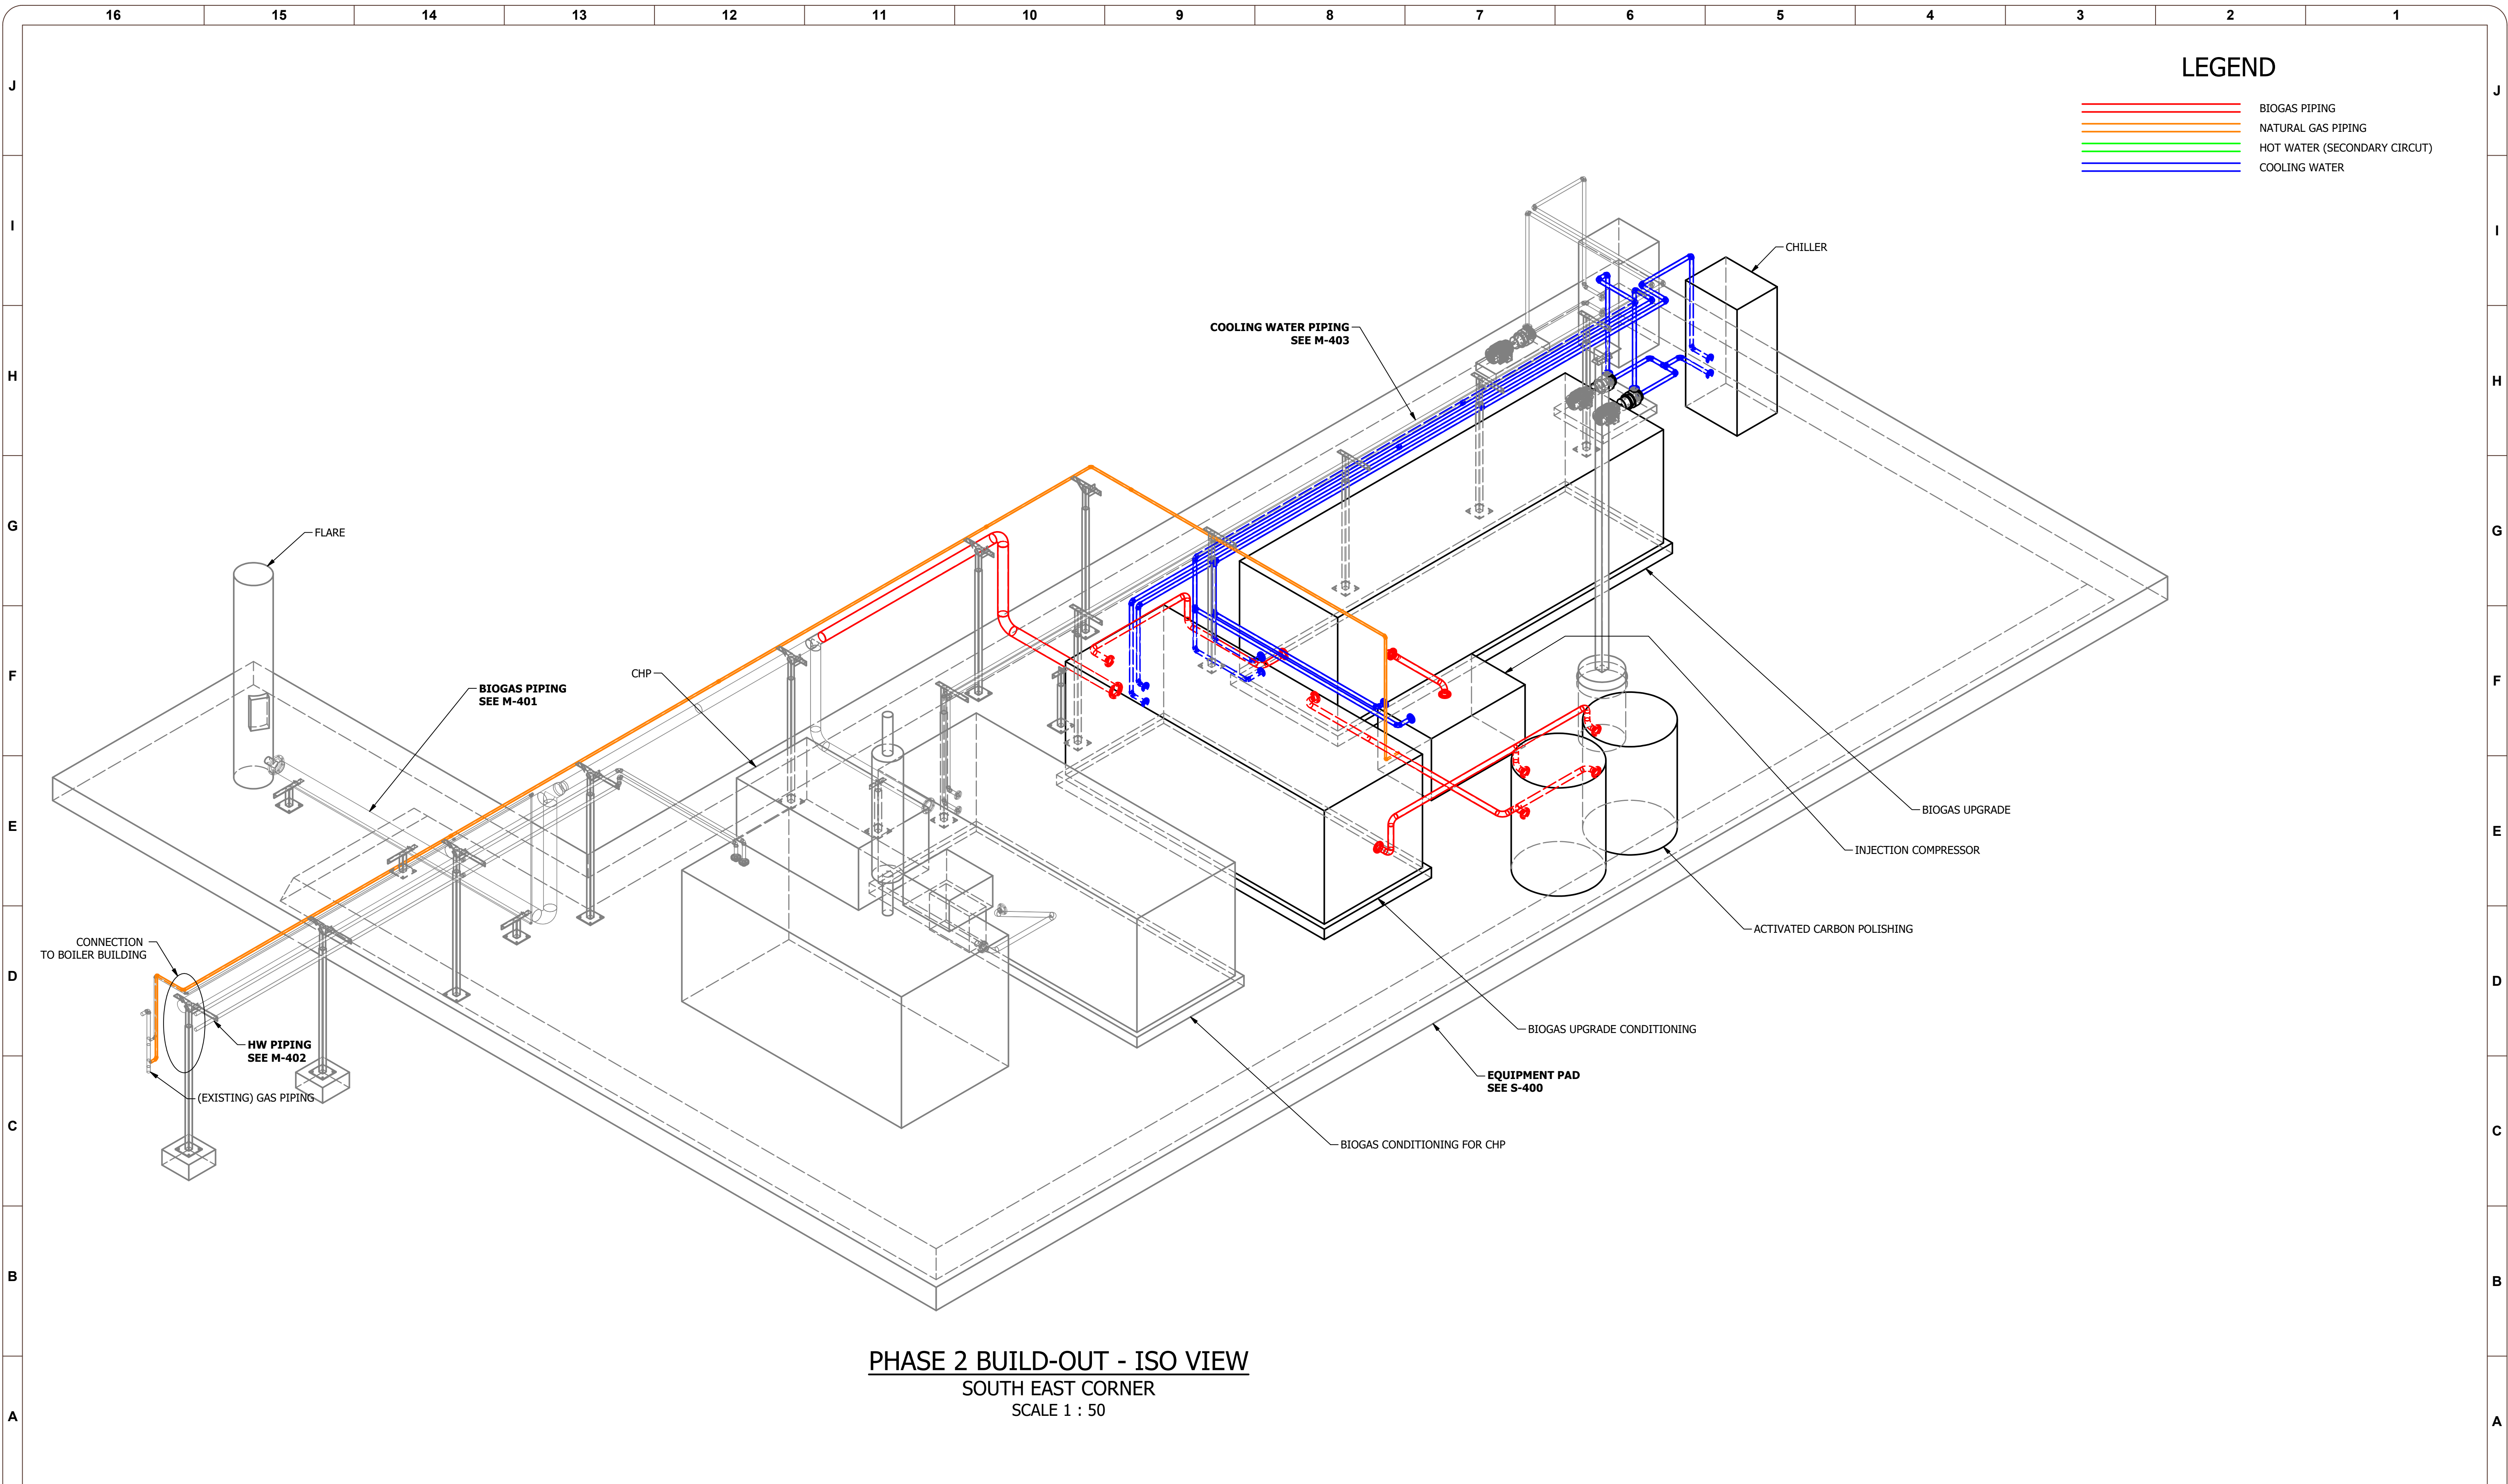 16 15 14 13 12 11 10 9 8 7 6 5 4 3 2 1
LEGEND
J J
BIOGAS PIPING
NATURAL GAS PIPING
HOT WATER (SECONDARY CIRCUT)
COOLING WATER
I I
CHILLER
COOLING WATER PIPING
SEE M-403
H H
G G
FLARE
F F
CHP
BIOGAS PIPING
SEE M-401
E E
BIOGAS UPGRADE
INJECTION COMPRESSOR
ACTIVATED CARBON POLISHING
CONNECTION
TO BOILER BUILDING
D D
BIOGAS UPGRADE CONDITIONING
HW PIPING
SEE M-402
EQUIPMENT PAD
SEE S-400
(EXISTING) GAS PIPING
C C
BIOGAS CONDITIONING FOR CHP
B B
PHASE 2 BUILD-OUT - ISO VIEW
SOUTH EAST CORNER
SCALE 1 : 50
A A